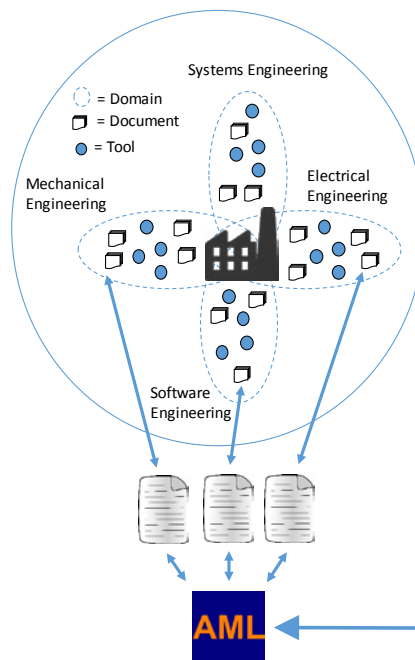 Systems Engineering
= Domain
= Document
= Tool
Mechanical
Engineering
Electrical
Engineering
Software
Engineering
AML